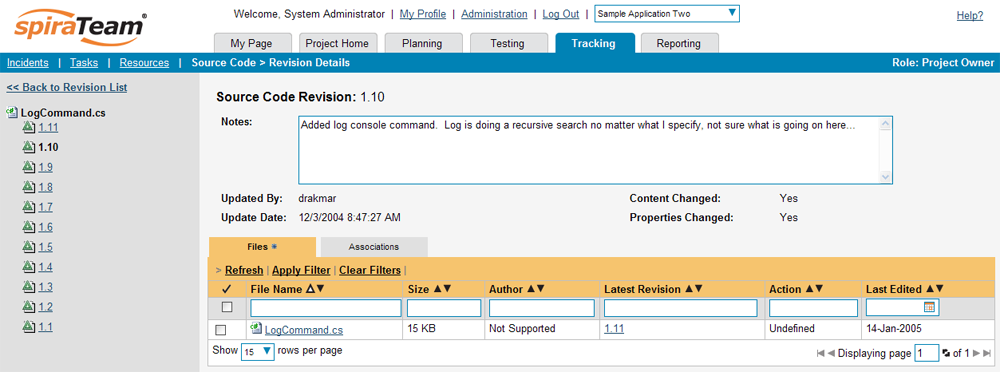 spiraTeam®
Welcome, System Administrator | My Profile | Administration | Log Out | Sample Application Two
Help?
My Page Project Home Planning Testing Tracking Reporting
Incidents | Tasks | Resources | Source Code > Revision Details Role: Project Owner
<< Back to Revision List
LogCommand.cs
1.11
1.10
1.9
1.8
1.7
1.6
1.5
1.4
1.3
1.2
1.1
Source Code Revision: 1.10
Notes: Added log console command. Log is doing a recursive search no matter what I specify, not sure what is going on here...
Updated By: drakmar Content Changed: Yes
Update Date: 12/3/2004 8:47:27 AM Properties Changed: Yes
Files Associations
> Refresh | Apply Filter | Clear Filters |
File Name Size Author Latest Revision Action Last Edited
LogCommand.cs 15 KB Not Supported 1.11 Undefined 14-Jan-2005
Show 15 rows per page Displaying page 1 of 1